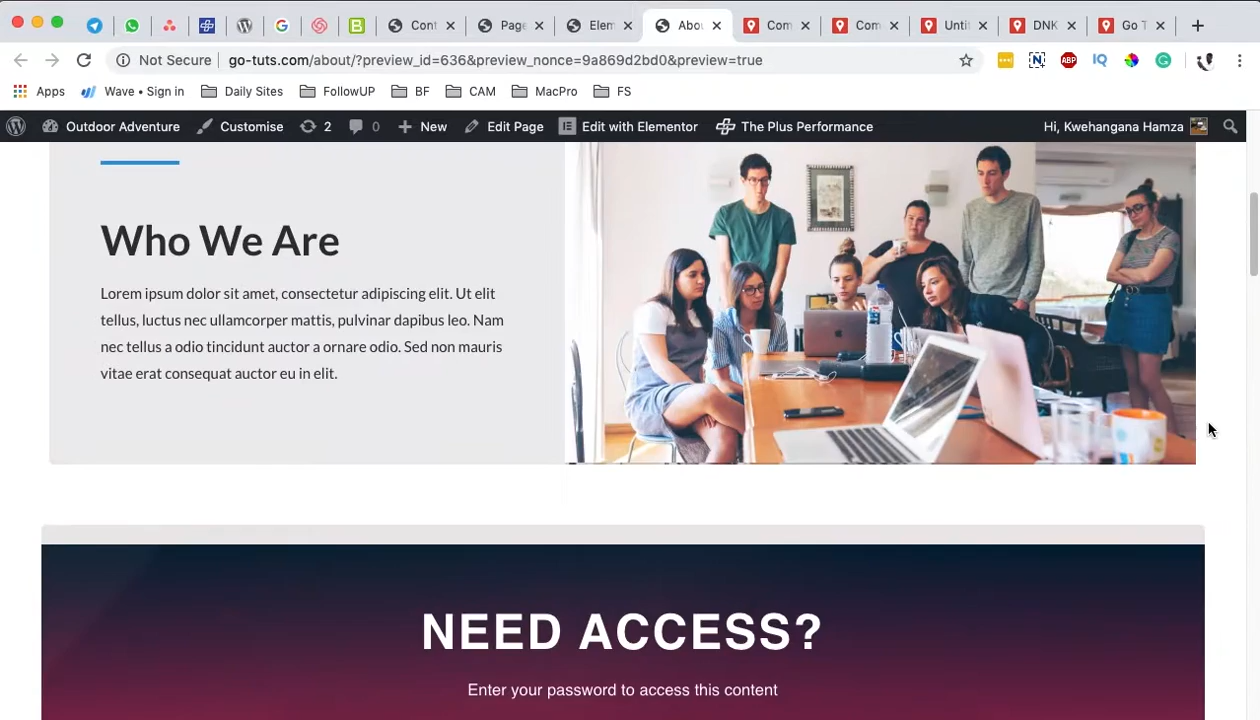 Cont
Page
Elem
Abou
Com
Com
Unti
DNK
Go T
Not Secure
go-tuts.com/about/?preview_id=636&preview_nonce=9a869d2bd0&preview=true
N
ABP
IQ
Apps
Wave • Sign in
Daily Sites
FollowUP
BF
CAM
MacPro
FS
Outdoor Adventure
Customise
2
0
New
Edit Page
Edit with Elementor
The Plus Performance
Hi, Kwehangana Hamza
Who We Are
Lorem ipsum dolor sit amet, consectetur adipiscing elit. Ut elit
tellus, luctus nec ullamcorper mattis, pulvinar dapibus leo. Nam
nec tellus a odio tincidunt auctor a ornare odio. Sed non mauris
vitae erat consequat auctor eu in elit.
NEED ACCESS?
Enter your password to access this content